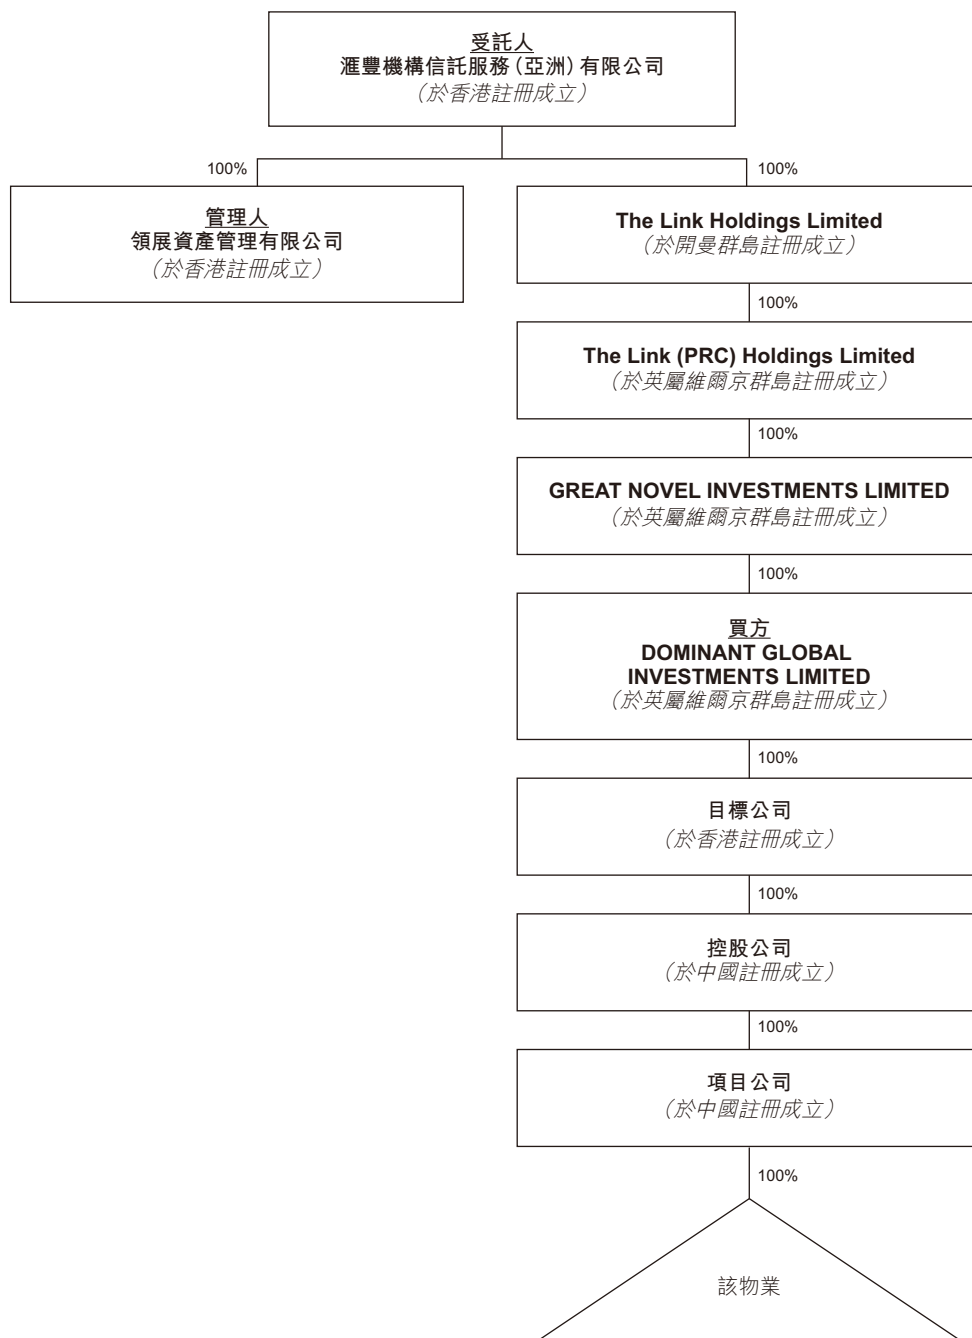 受託人
滙豐機構信託服務（亞洲）有限公司
（於香港註冊成立）
100%
100%
管理人
領展資產管理有限公司
（於香港註冊成立）
The Link Holdings Limited
（於開曼群島註冊成立）
100%
The Link (PRC) Holdings Limited
（於英屬維爾京群島註冊成立）
100%
GREAT NOVEL INVESTMENTS LIMITED
（於英屬維爾京群島註冊成立）
100%
買方
DOMINANT GLOBAL
INVESTMENTS LIMITED
（於英屬維爾京群島註冊成立）
100%
目標公司
（於香港註冊成立）
100%
控股公司
（於中國註冊成立）
100%
項目公司
（於中國註冊成立）
100%
該物業